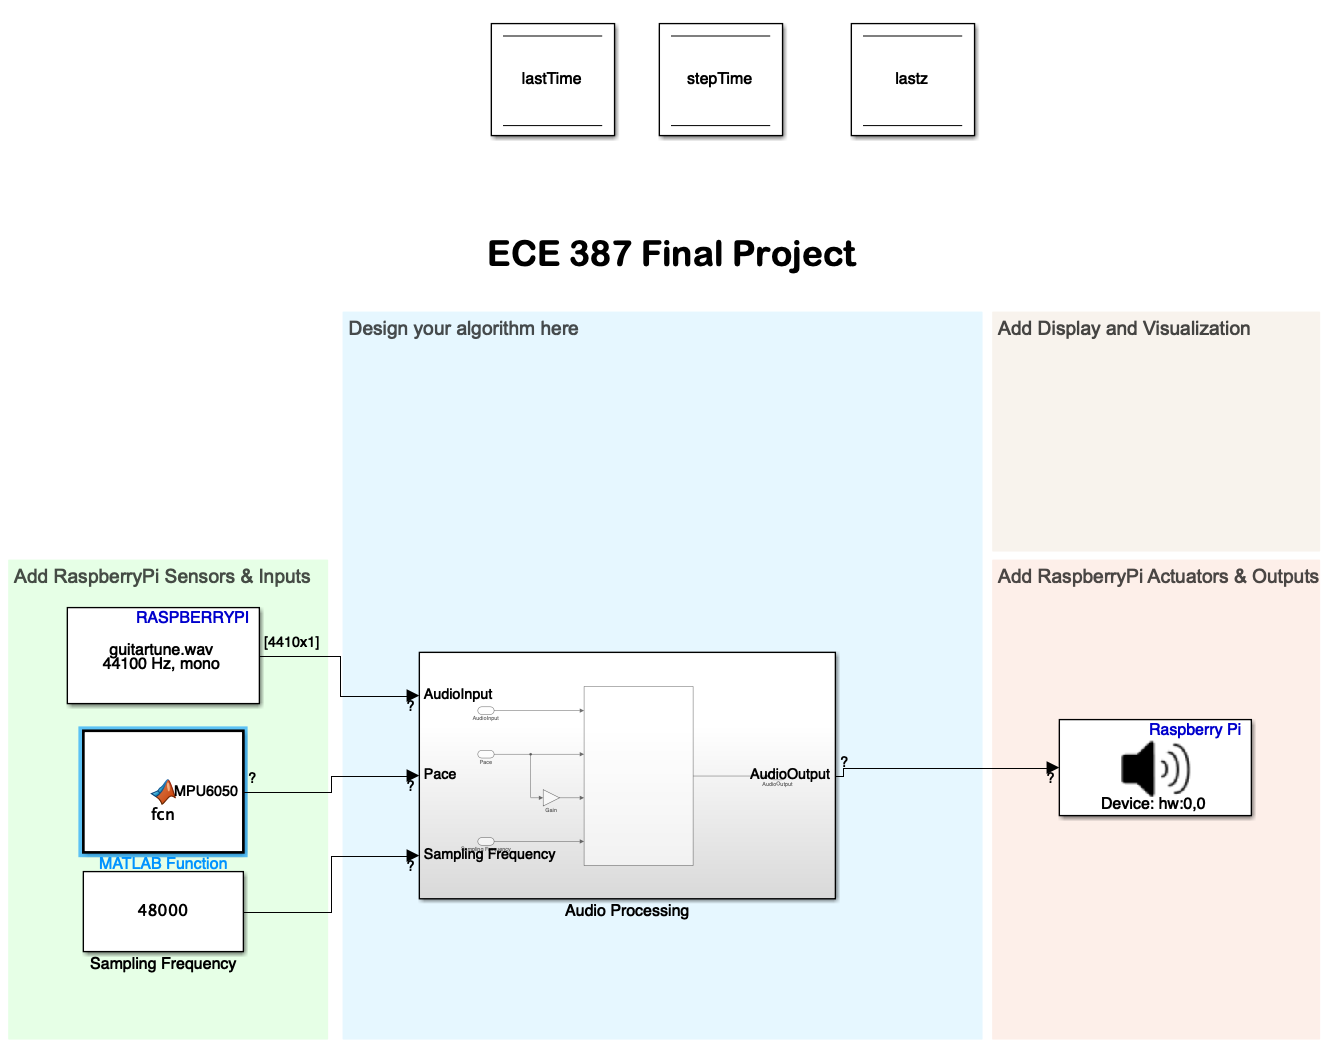 lastTime
stepTime
lastz
ECE 387 Final Project
Design your algorithm here
Add Display and Visualization
Add RaspberryPi Sensors & Inputs
Add RaspberryPi Actuators & Outputs
RASPBERRYPI
guitartune.wav
44100 Hz, mono
[4410x1]
MPU6050
fcn
?
MATLAB Function
48000
Sampling Frequency
AudioInput
?
AudioInput
Pace
?
Pace
Gain
Sampling Frequency
?
Sampling Frequency
AudioOutput
AudioOutput
?
Audio Processing
Raspberry Pi
?
Device: hw:0,0